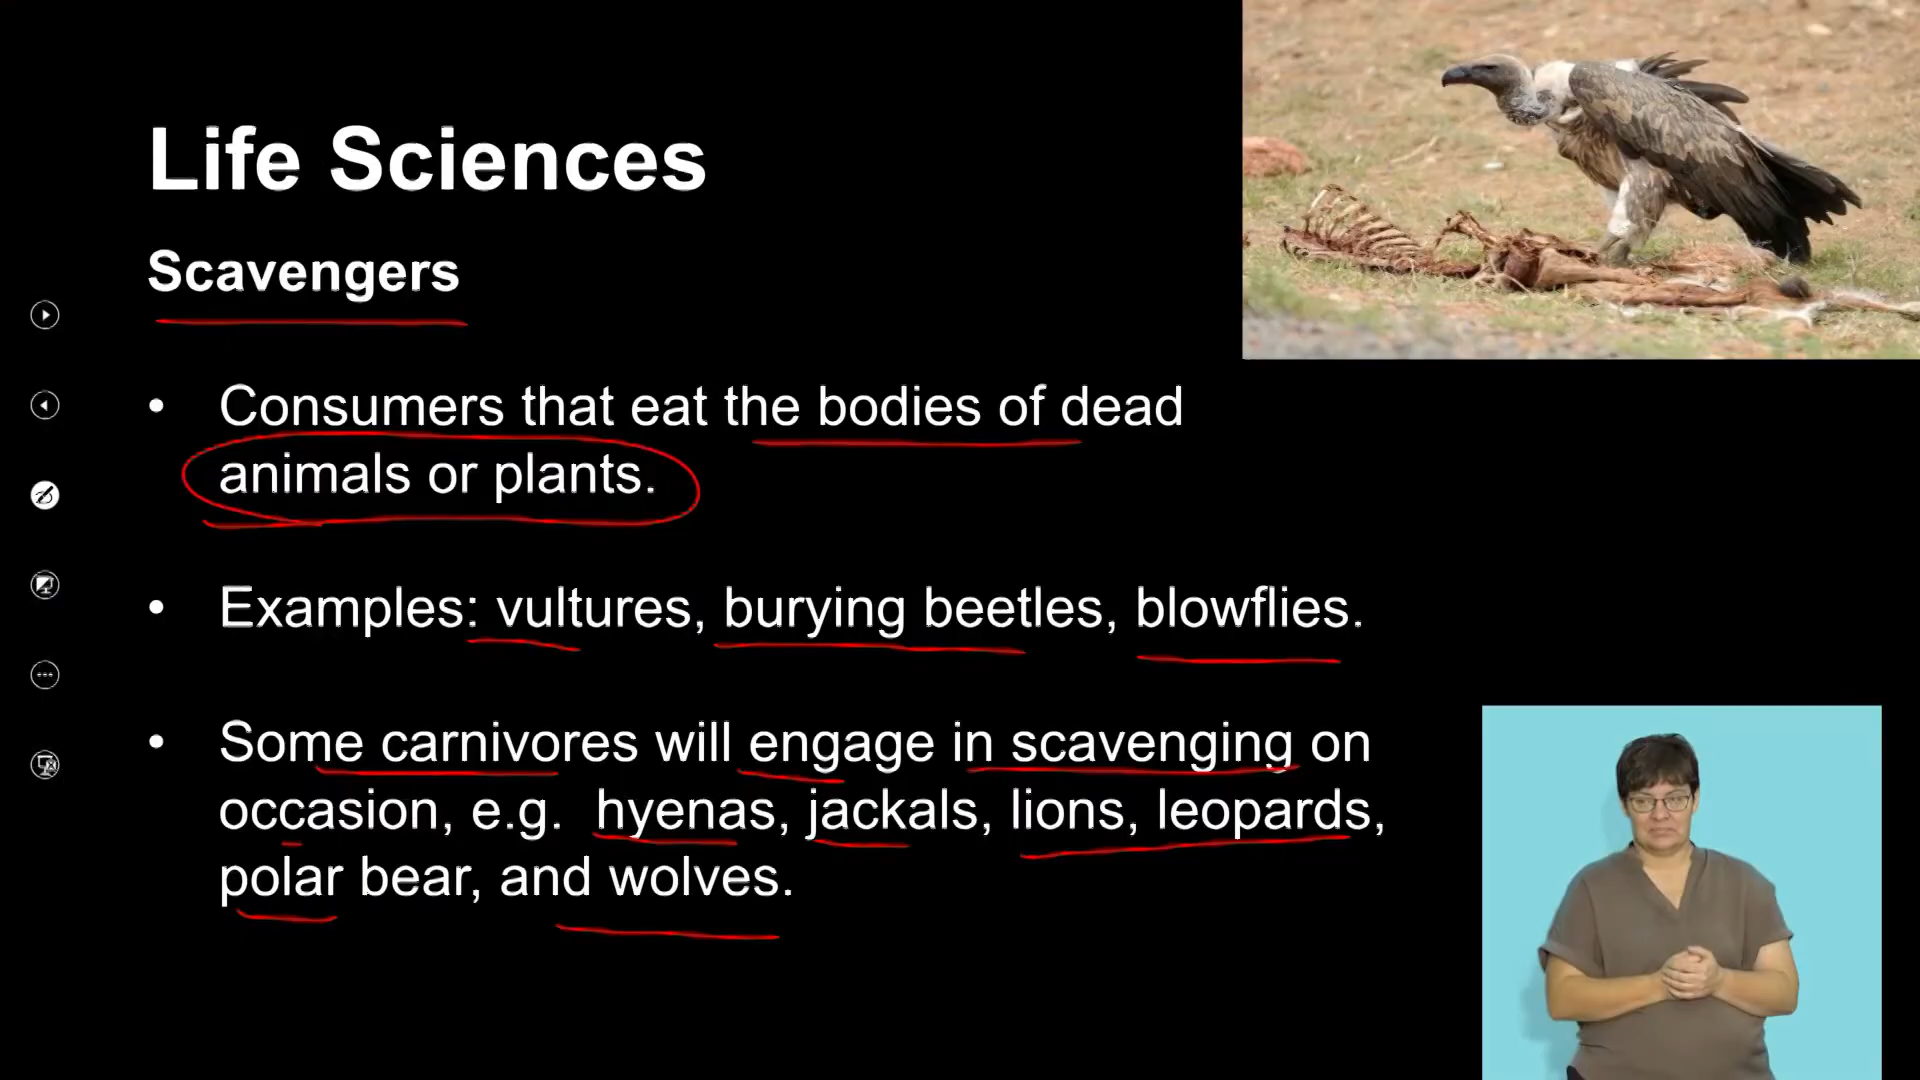 Life Sciences
Scavengers
• Consumers that eat the bodies of dead
animals or plants.
• Examples: vultures, burying beetles, blowflies.
• Some carnivores will engage in scavenging on
occasion, e.g. hyenas, jackals, lions, leopards,
polar bear, and wolves.